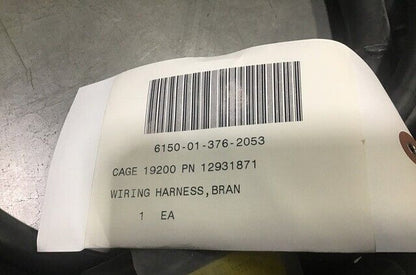 6150-01-376-2053
CAGE 19200 PN 12931871
WIRING HARNESS,BRAN
1 EA